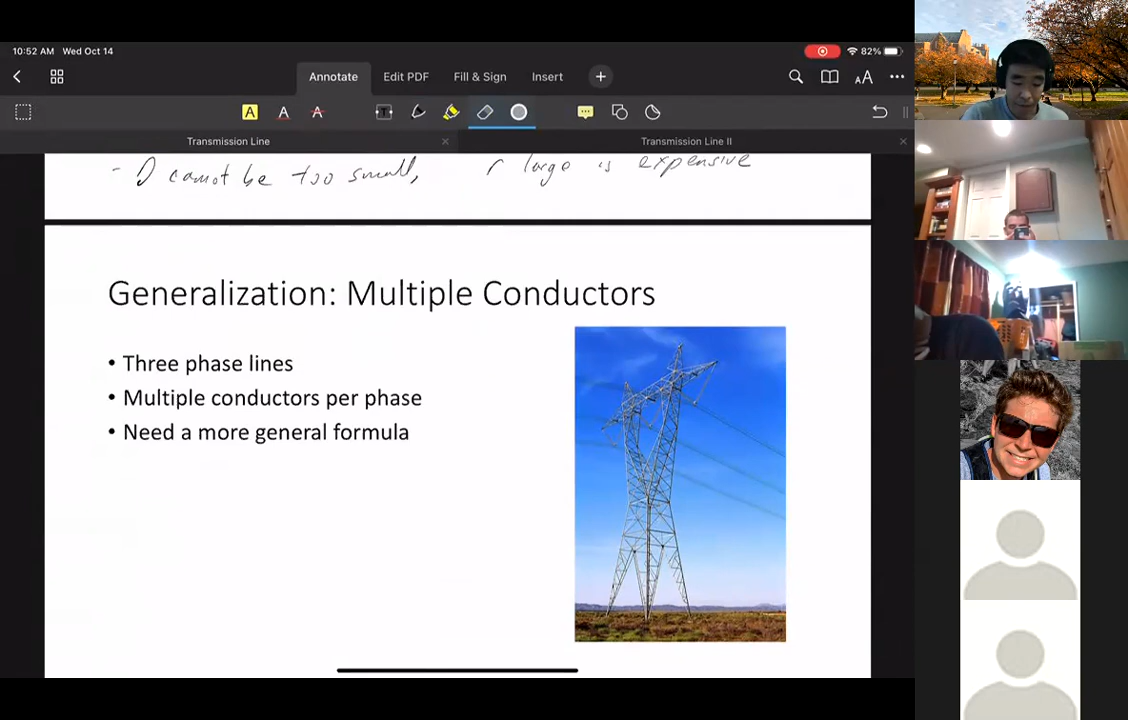 10:52 AM Wed Oct 14
82%
Annotate Edit PDF Fill & Sign Insert +
A A A T AA
Transmission Line × Transmission Line II ×
- D cannot be too small, r large is expensive
Generalization: Multiple Conductors
• Three phase lines
• Multiple conductors per phase
• Need a more general formula